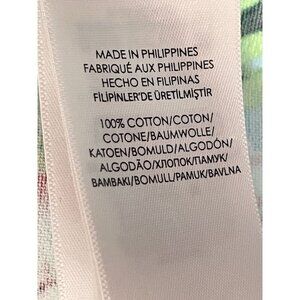 MADE IN PHILIPPINES
FABRIQUÉ AUX PHILIPPINES
HECHO EN FILIPINAS
FİLİPİNLER'DE ÜRETİLMİŞTİR
100% COTTON/COTON/
COTONE/BAUMWOLLE/
KATOEN/BOMULD/ALGODÓN/
ALGODÃO/ХЛОПОК/ПАМУК/
BAMBAKI/BOMULL/PAMUK/BAVLNA